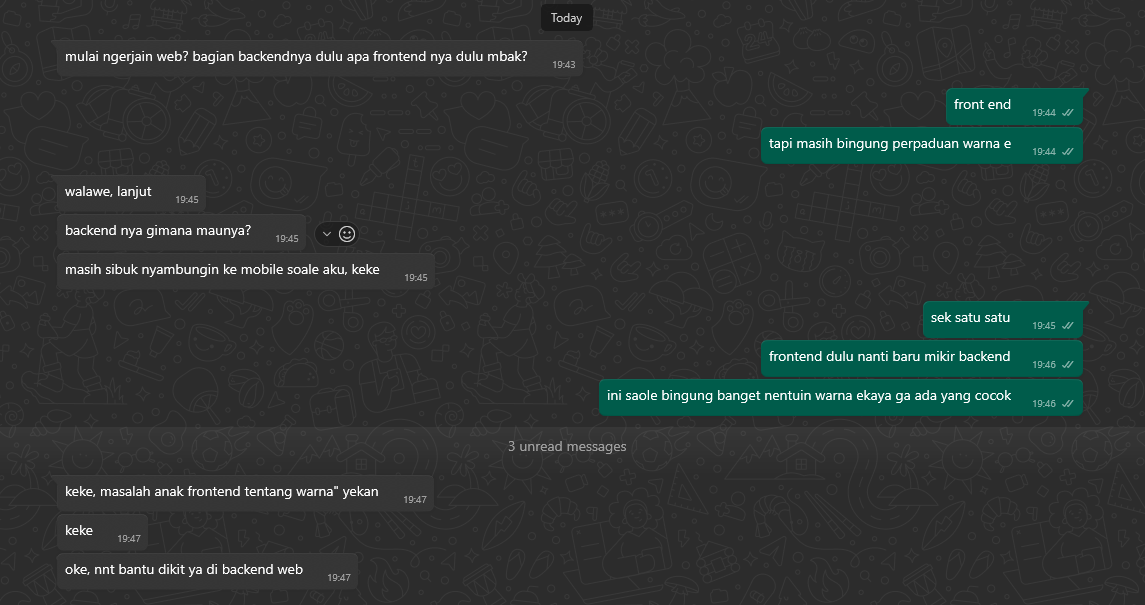 Today
mulai ngerjain web? bagian backendnya dulu apa frontend nya dulu mbak?
19:43
front end
19:44
tapi masih bingung perpaduan warna e
19:44
walawe, lanjut
19:45
backend nya gimana maunya?
19:45
masih sibuk nyambungin ke mobile soale aku, keke
19:45
sek satu satu
19:45
frontend dulu nanti baru mikir backend
19:46
ini saole bingung banget nentuin warna ekaya ga ada yang cocok
19:46
3 unread messages
keke, masalah anak frontend tentang warna" yekan
19:47
keke
19:47
oke, nnt bantu dikit ya di backend web
19:47